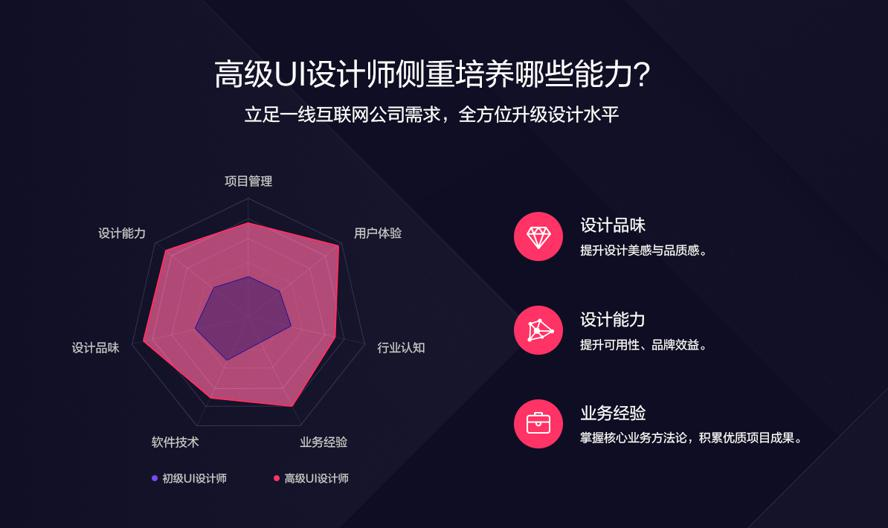 高级UI设计师侧重培养哪些能力?
立足一线互联网公司需求，全方位升级设计水平
项目管理
设计能力
用户体验
设计品味
行业认知
软件技术
业务经验
初级UI设计师
高级UI设计师
设计品味
提升设计美感与品质感。
设计能力
提升可用性、品牌效益。
业务经验
掌握核心业务方法论，积累优质项目成果。